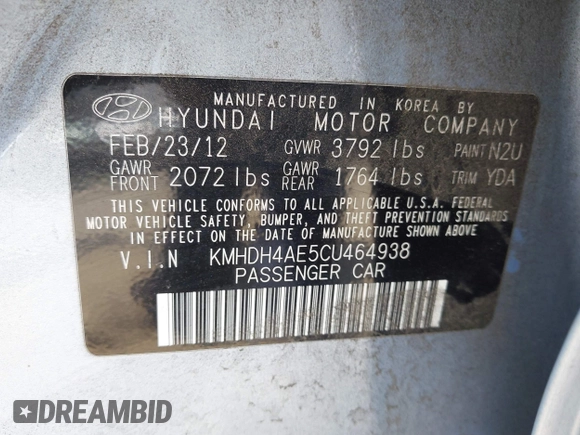 MANUFACTURED IN KOREA BY
HYUNDAI MOTOR COMPANY
FEB/23/12 GVWR 3792 lbs PAINT N2U
GAWR FRONT 2072 lbs GAWR REAR 1764 lbs TRIM YDA
THIS VEHICLE CONFORMS TO ALL APPLICABLE U.S.A. FEDERAL
MOTOR VEHICLE SAFETY, BUMPER, AND THEFT PREVENTION STANDARDS
IN EFFECT ON THE DATE OF MANUFACTURE SHOWN ABOVE.
V.I.N KMHDH4AE5CU464938
PASSENGER CAR
DREAMBID